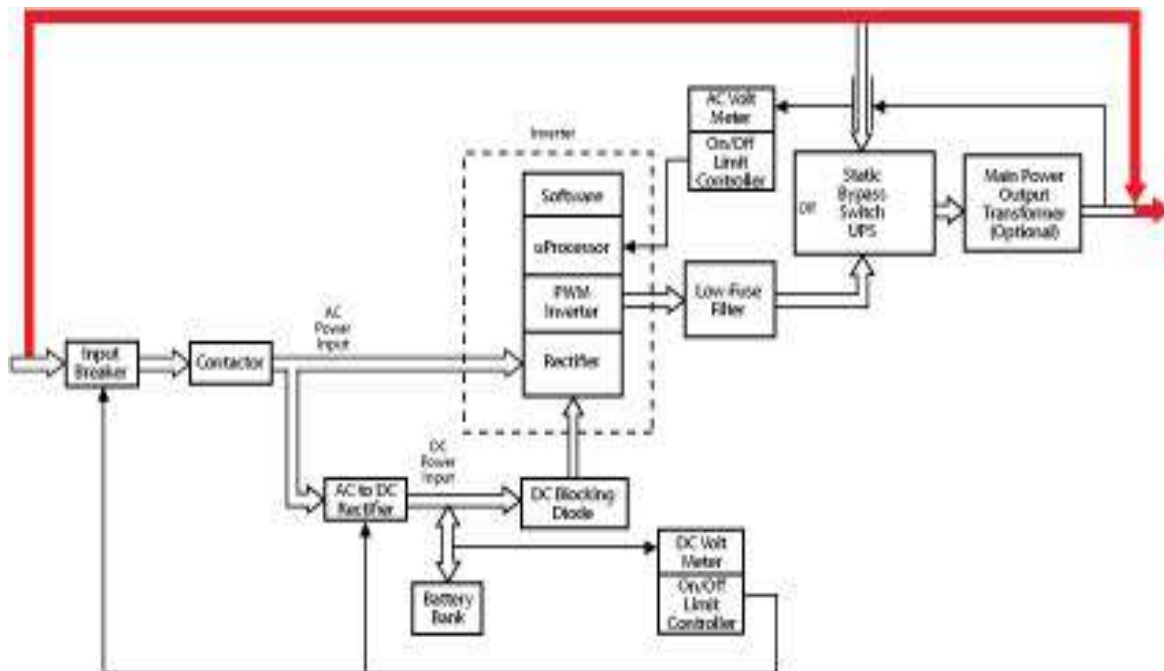 AC Volt
Meter
On/Off
Limit
Controller
Inverter
Software
uProcessor
PWM
Inverter
Rectifier
Off
Static
Bypass
Switch
UPS
Main Power
Output
Transformer
(Optional)
Low-Fuse
Filter
AC
Power
Input
Input
Breaker
Contactor
DC
Power
Input
AC to DC
Rectifier
DC Blocking
Diode
Battery
Bank
DC Volt
Meter
On/Off
Limit
Controller